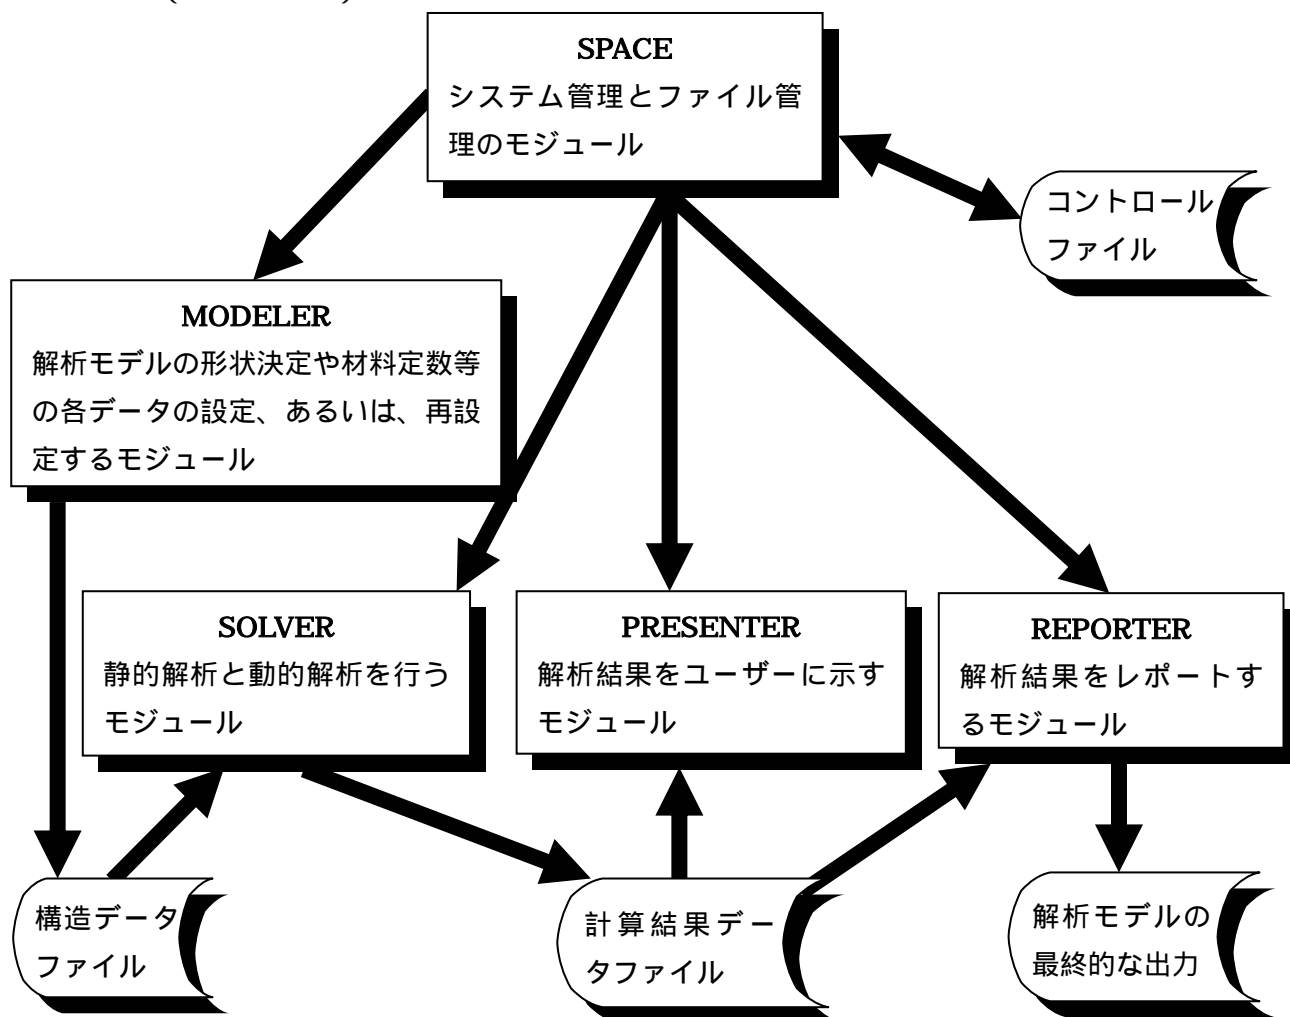 SPACE
システム管理とファイル管
理のモジュール
コントロール
ファイル
MODELER
解析モデルの形状決定や材料定数等
の各データの設定、あるいは、再設
定するモジュール
SOLVER
静的解析と動的解析を行う
モジュール
PRESENTER
解析結果をユーザーに示す
モジュール
REPORTER
解析結果をレポートす
るモジュール
構造データ
ファイル
計算結果デー
タファイル
解析モデルの
最終的な出力